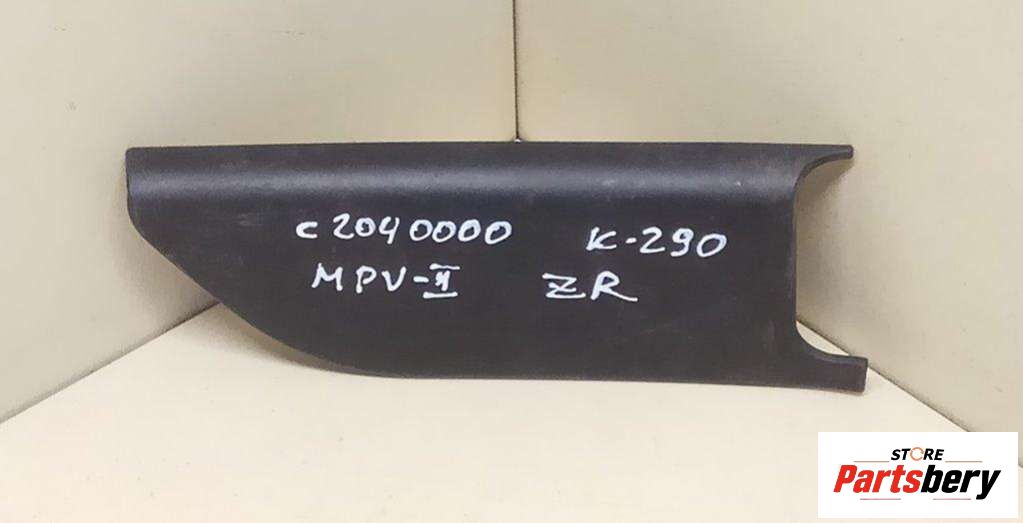 c2040000 K-290
MPV-II ZR
STORE
Partsbery